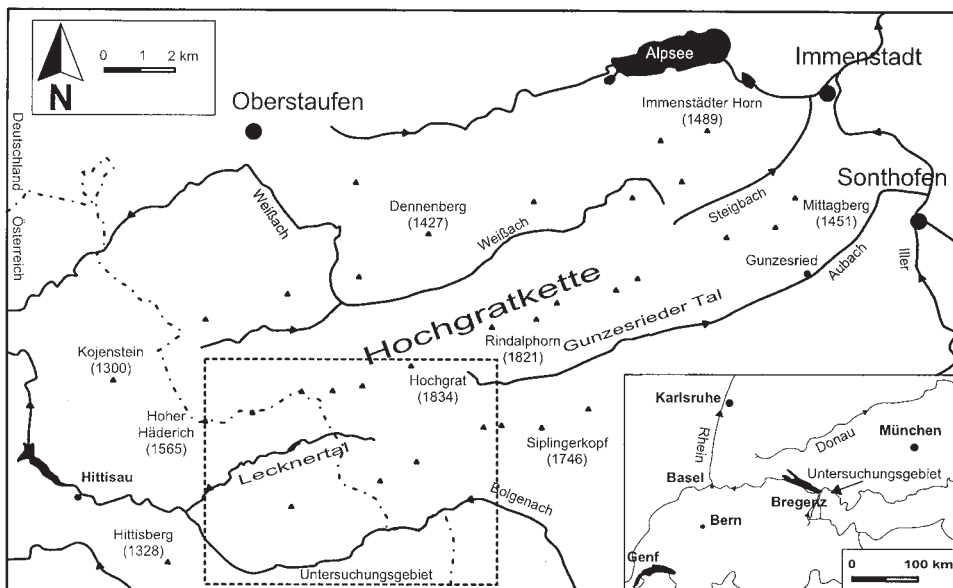 0 1 2 km
N
Alpsee
Immenstadt
Oberstaufen
Immenstädter Horn
(1489)
Deutschland
Österreich
Sonthofen
Weißach
Dennenberg
(1427)
Weißach
Steigbach
Mittagberg
(1451)
Gunzesried
Aubach
Iller
Hochgratkette
Gunzesrieder Tal
Rindalphorn
(1821)
Kojenstein
(1300)
Hochgrat
(1834)
Hoher
Häderich
(1565)
Siplingerkopf
(1746)
Lecknertal
Hittisau
Bolgenach
Hittisberg
(1328)
Untersuchungsgebiet
Karlsruhe
Rhein
Donau
München
Basel
Untersuchungsgebiet
Bregenz
Bern
Genf
0 100 km